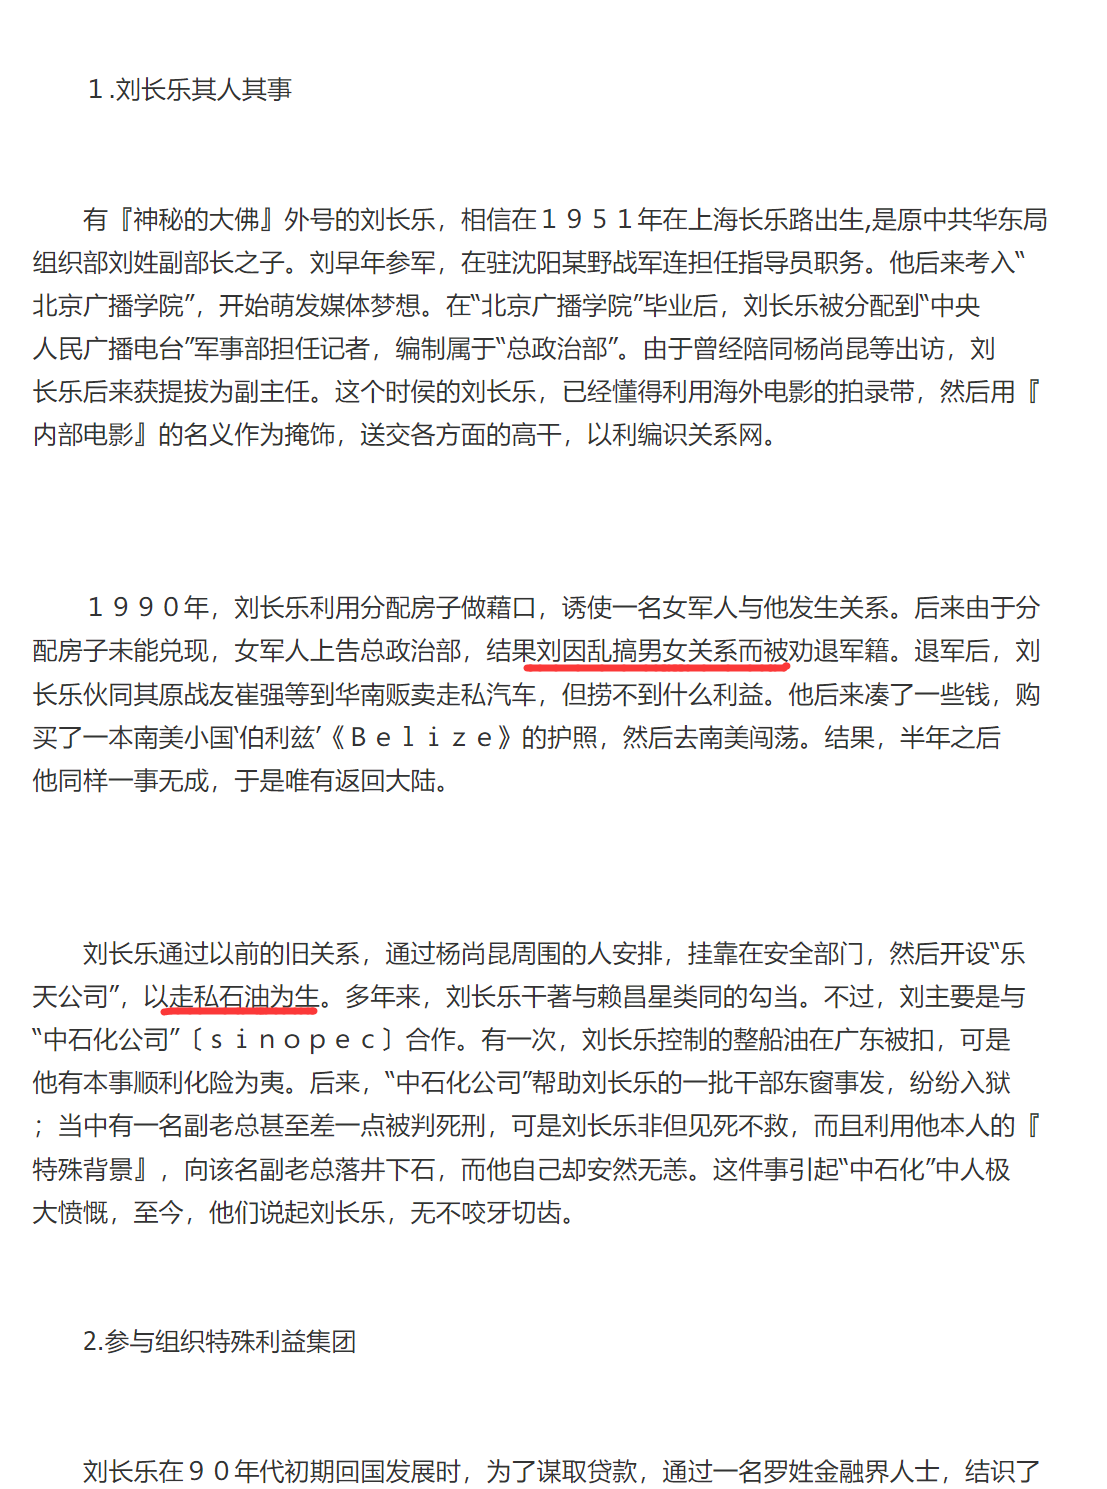 １.刘长乐其人其事
有『神秘的大佛』外号的刘长乐，相信在１９５１年在上海长乐路出生,是原中共华东局
组织部刘姓副部长之子。刘早年参军，在驻沈阳某野战军连担任指导员职务。他后来考入“
北京广播学院”，开始萌发媒体梦想。在“北京广播学院”毕业后，刘长乐被分配到“中央
人民广播电台”军事部担任记者，编制属于“总政治部”。由于曾经陪同杨尚昆等出访，刘
长乐后来获提拔为副主任。这个时侯的刘长乐，已经懂得利用海外电影的拍录带，然后用『
内部电影』的名义作为掩饰，送交各方面的高干，以利编识关系网。
１９９０年，刘长乐利用分配房子做藉口，诱使一名女军人与他发生关系。后来由于分
配房子未能兑现，女军人上告总政治部，结果刘因乱搞男女关系而被劝退军籍。退军后，刘
长乐伙同其原战友崔强等到华南贩卖走私汽车，但捞不到什么利益。他后来凑了一些钱，购
买了一本南美小国‘伯利兹’《Ｂｅｌｉｚｅ》的护照，然后去南美闯荡。结果，半年之后
他同样一事无成，于是唯有返回大陆。
刘长乐通过以前的旧关系，通过杨尚昆周围的人安排，挂靠在安全部门，然后开设“乐
天公司”，以走私石油为生。多年来，刘长乐干著与赖昌星类同的勾当。不过，刘主要是与
“中石化公司”〔ｓｉｎｏｐｅｃ〕合作。有一次，刘长乐控制的整船油在广东被扣，可是
他有本事顺利化险为夷。后来，“中石化公司”帮助刘长乐的一批干部东窗事发，纷纷入狱
；当中有一名副老总甚至差一点被判死刑，可是刘长乐非但见死不救，而且利用他本人的『
特殊背景』，向该名副老总落井下石，而他自己却安然无恙。这件事引起“中石化”中人极
大愤慨，至今，他们说起刘长乐，无不咬牙切齿。
2.参与组织特殊利益集团
刘长乐在９０年代初期回国发展时，为了谋取贷款，通过一名罗姓金融界人士，结识了